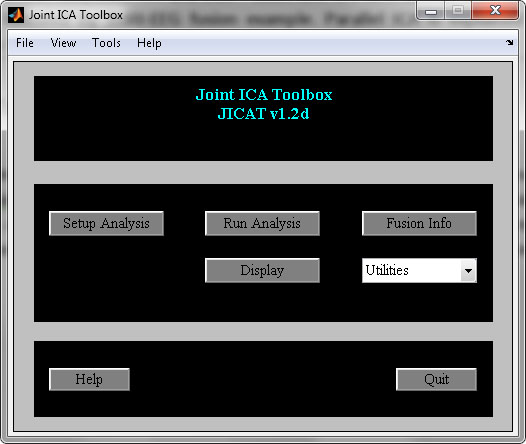 Joint ICA Toolbox
File View Tools Help
Joint ICA Toolbox
JICAT v1.2d
Setup Analysis Run Analysis Fusion Info
Display Utilities
Help Quit